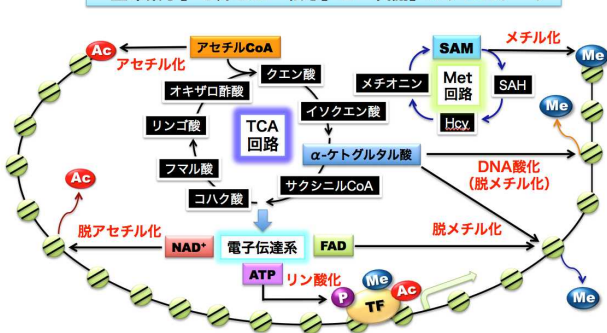 Ac
アセチルCoA
アセチル化
クエン酸
オキザロ酢酸
イソクエン酸
リンゴ酸
TCA
回路
α-ケトグルタル酸
フマル酸
サクシニルCoA
コハク酸
SAM
メチル化
Me
メチオニン
Met
回路
SAH
Hcy
Me
DNA酸化
(脱メチル化)
Ac
脱アセチル化
NAD+
電子伝達系
FAD
脱メチル化
ATP
リン酸化
P
Me
Ac
TF
Me